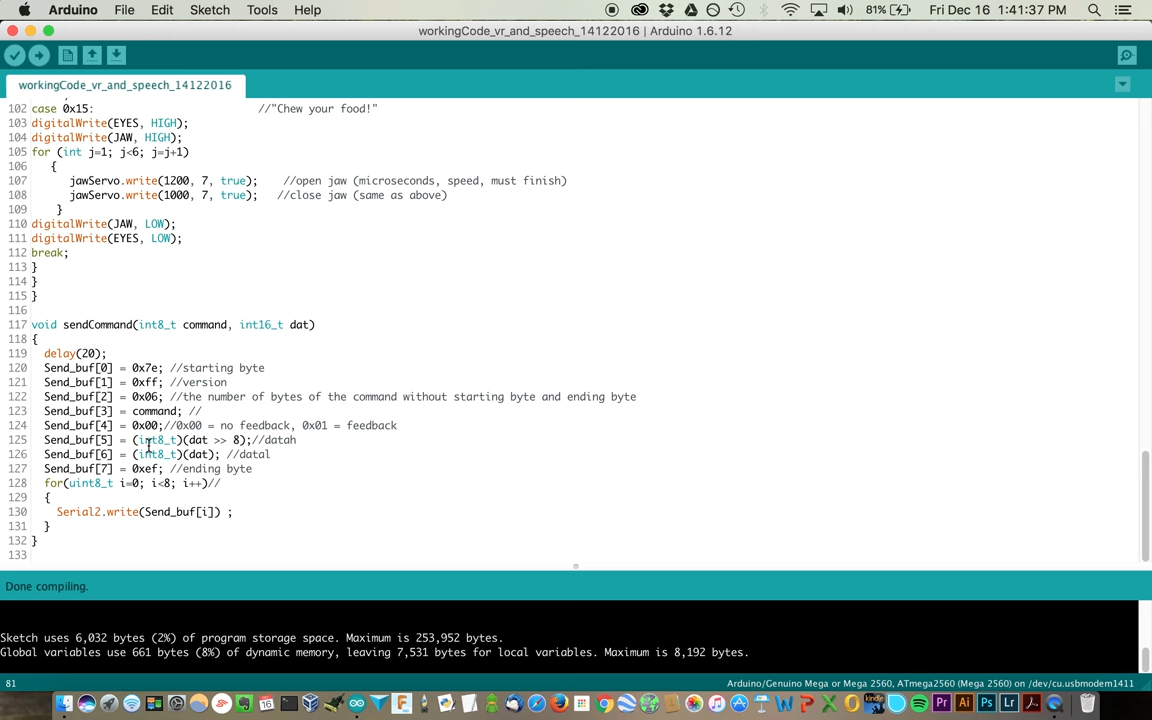 Arduino File Edit Sketch Tools Help 81% Fri Dec 16 1:41:37 PM
workingCode_vr_and_speech_14122016 | Arduino 1.6.12
workingCode_vr_and_speech_14122016
102 case 0x15: //"Chew your food!"
103 digitalWrite(EYES, HIGH);
104 digitalWrite(JAW, HIGH);
105 for (int j=1; j<6; j=j+1)
106 {
107 jawServo.write(1200, 7, true); //open jaw (microseconds, speed, must finish)
108 jawServo.write(1000, 7, true); //close jaw (same as above)
109 }
110 digitalWrite(JAW, LOW);
111 digitalWrite(EYES, LOW);
112 break;
113 }
114 }
115 }
116
117 void sendCommand(int8_t command, int16_t dat)
118 {
119 delay(20);
120 Send_buf[0] = 0x7e; //starting byte
121 Send_buf[1] = 0xff; //version
122 Send_buf[2] = 0x06; //the number of bytes of the command without starting byte and ending byte
123 Send_buf[3] = command; //
124 Send_buf[4] = 0x00;//0x00 = no feedback, 0x01 = feedback
125 Send_buf[5] = (int8_t)(dat >> 8);//datah
126 Send_buf[6] = (int8_t)(dat); //datal
127 Send_buf[7] = 0xef; //ending byte
128 for(uint8_t i=0; i<8; i++)//
129 {
130 Serial2.write(Send_buf[i]) ;
131 }
132 }
133
Done compiling.
Sketch uses 6,032 bytes (2%) of program storage space. Maximum is 253,952 bytes.
Global variables use 661 bytes (8%) of dynamic memory, leaving 7,531 bytes for local variables. Maximum is 8,192 bytes.
81 Arduino/Genuino Mega or Mega 2560, ATmega2560 (Mega 2560) on /dev/cu.usbmodem1411